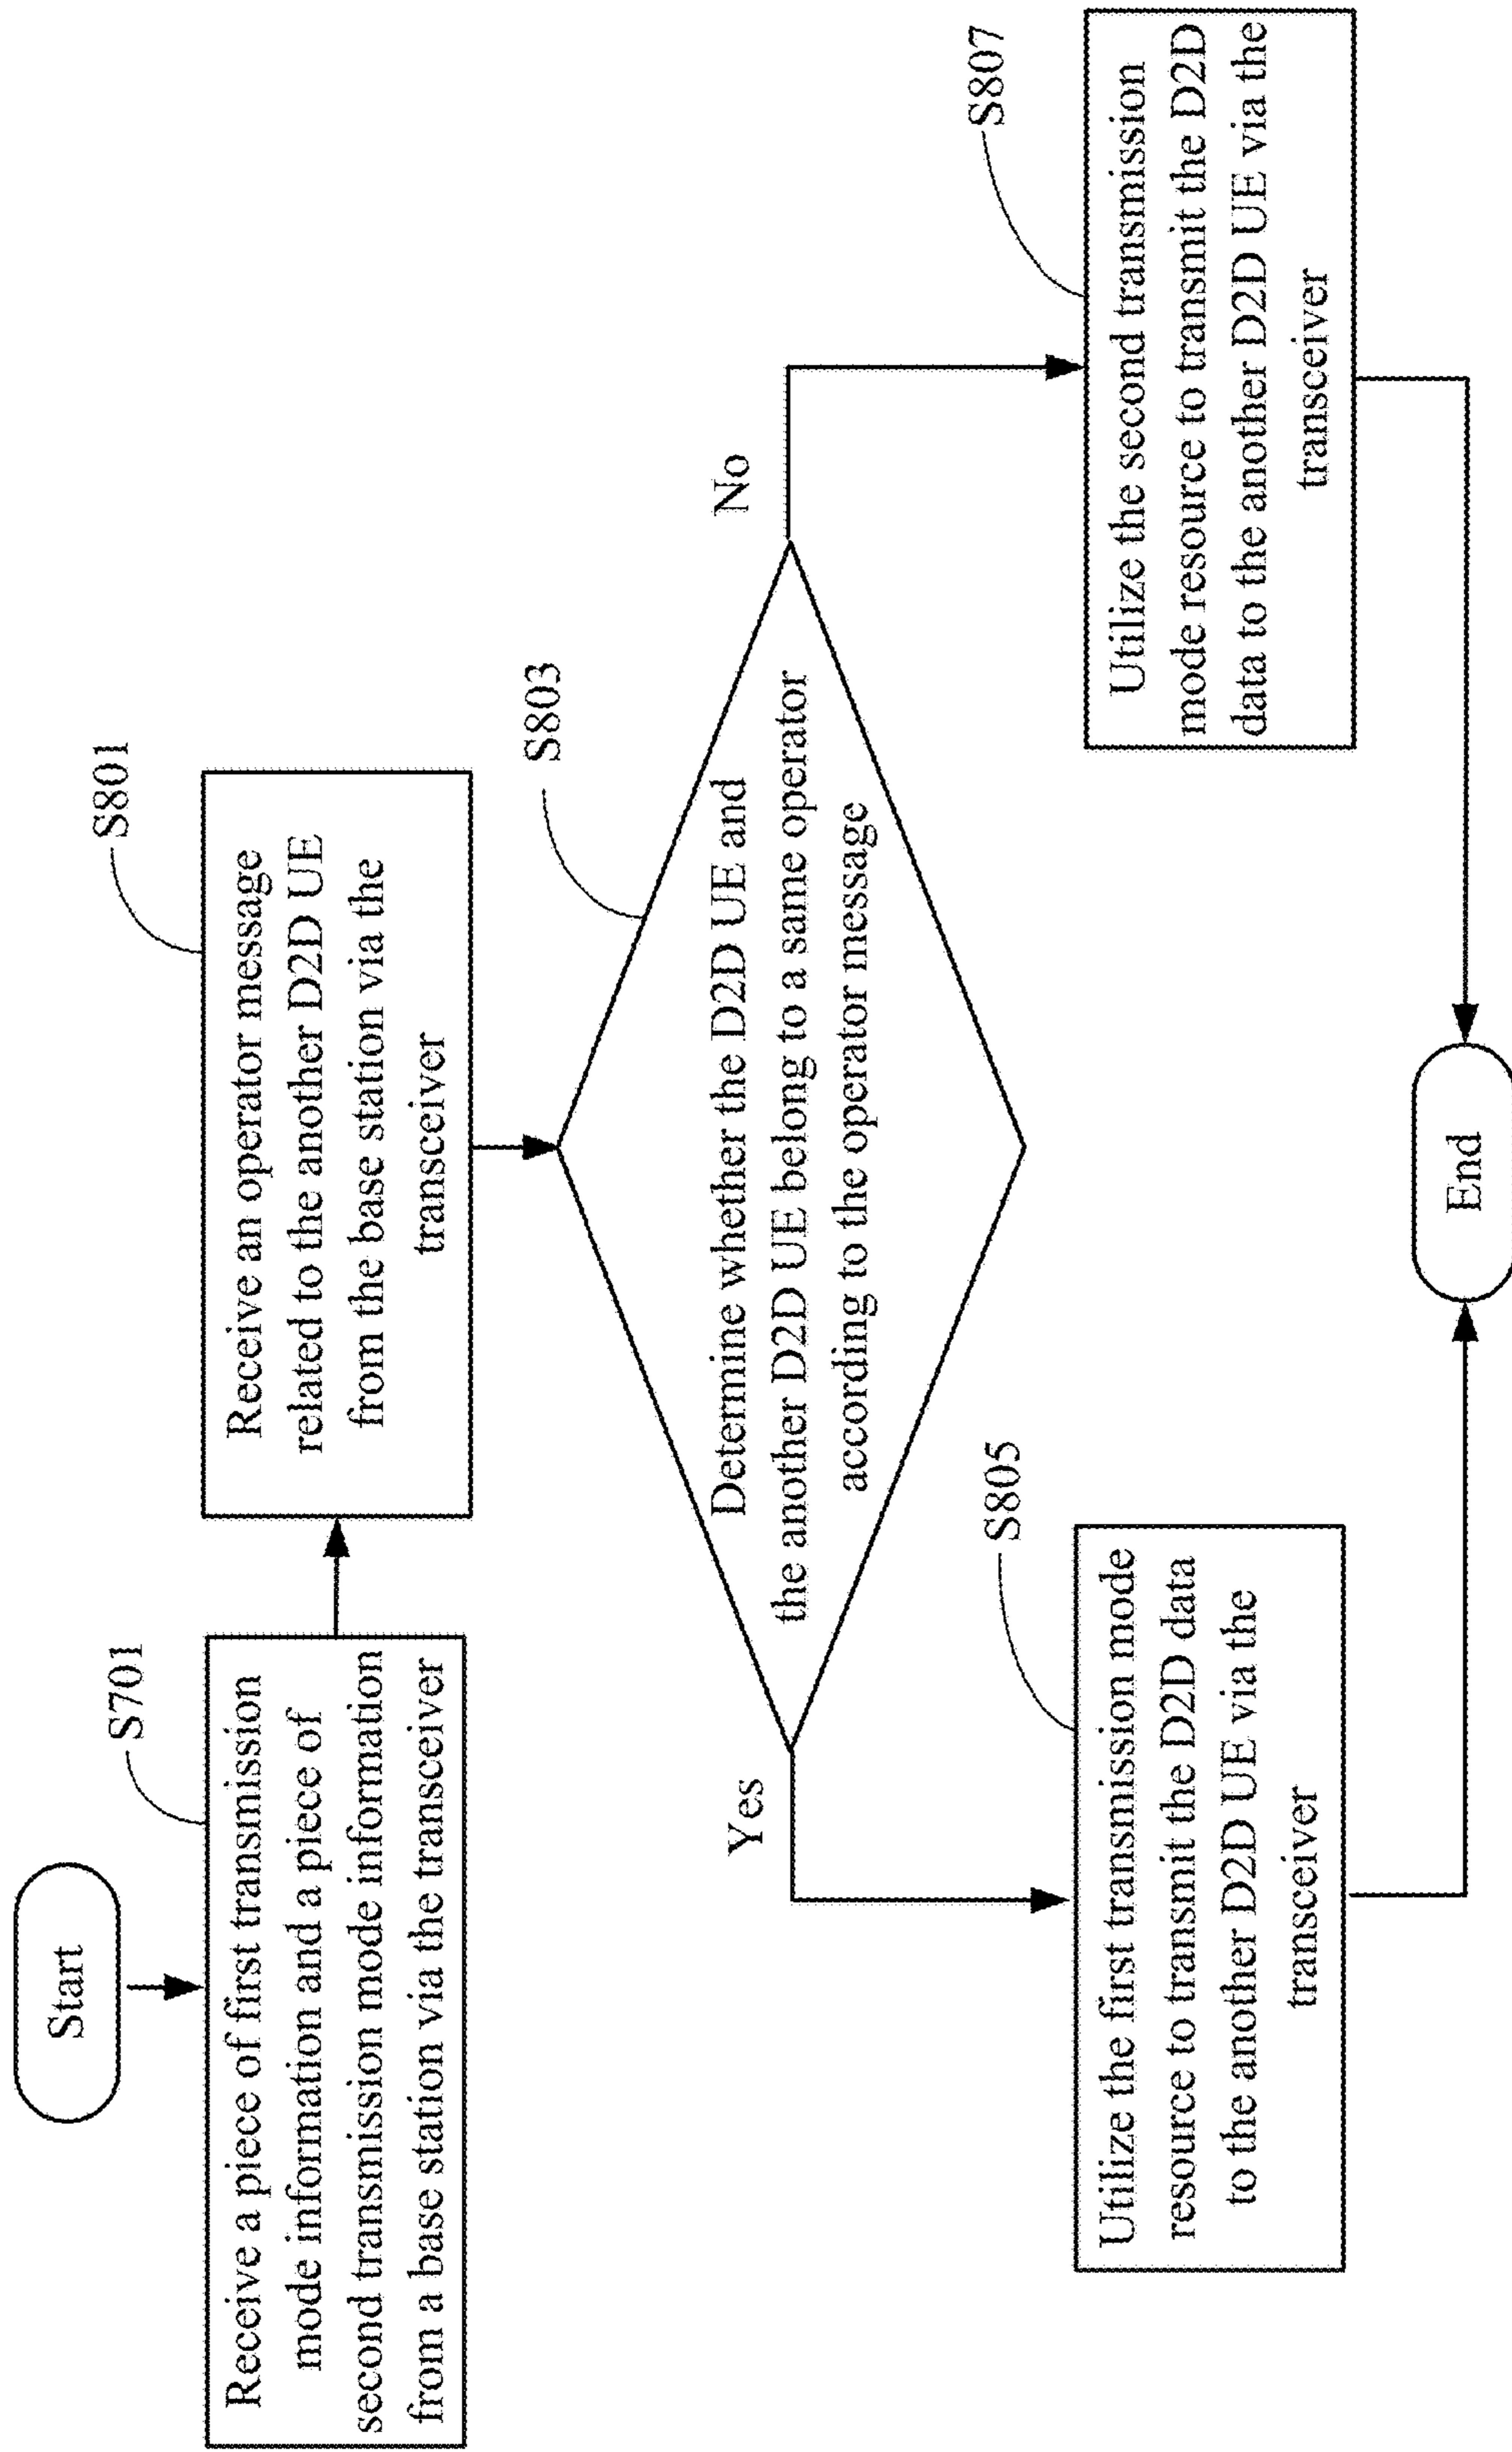 Start
S701
Receive a piece of first transmission
mode information and a piece of
second transmission mode information
from a base station via the transceiver
S801
Receive an operator message
related to the another D2D UE
from the base station via the
transceiver
S803
Determine whether the D2D UE and
the another D2D UE belong to a same operator
according to the operator message
Yes
No
S805
Utilize the first transmission mode
resource to transmit the D2D data
to the another D2D UE via the
transceiver
S807
Utilize the second transmission
mode resource to transmit the D2D
data to the another D2D UE via the
transceiver
End